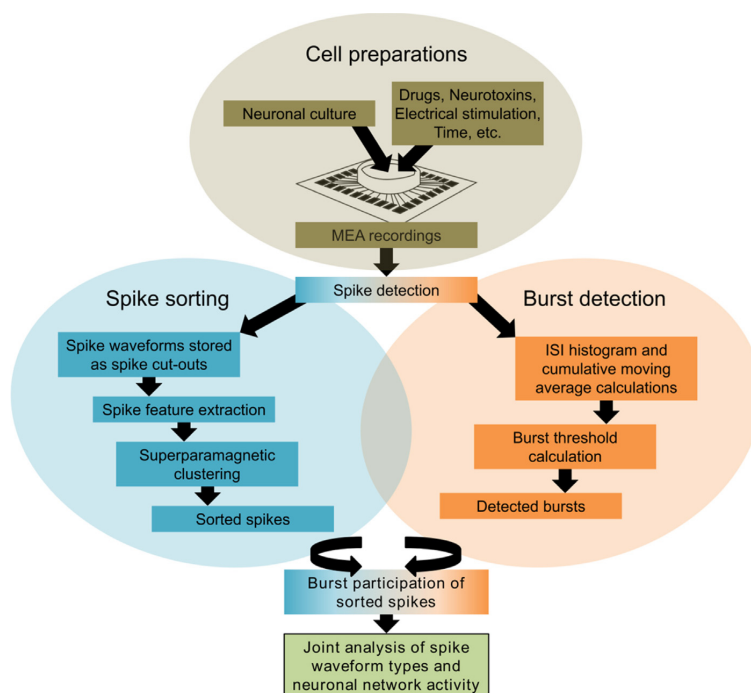 Cell preparations
Neuronal culture
Drugs, Neurotoxins,
Electrical stimulation,
Time, etc.
MEA recordings
Spike detection
Spike sorting
Spike waveforms stored
as spike cut-outs
Spike feature extraction
Superparamagnetic
clustering
Sorted spikes
Burst detection
ISI histogram and
cumulative moving
average calculations
Burst threshold
calculation
Detected bursts
Burst participation of
sorted spikes
Joint analysis of spike
waveform types and
neuronal network activity